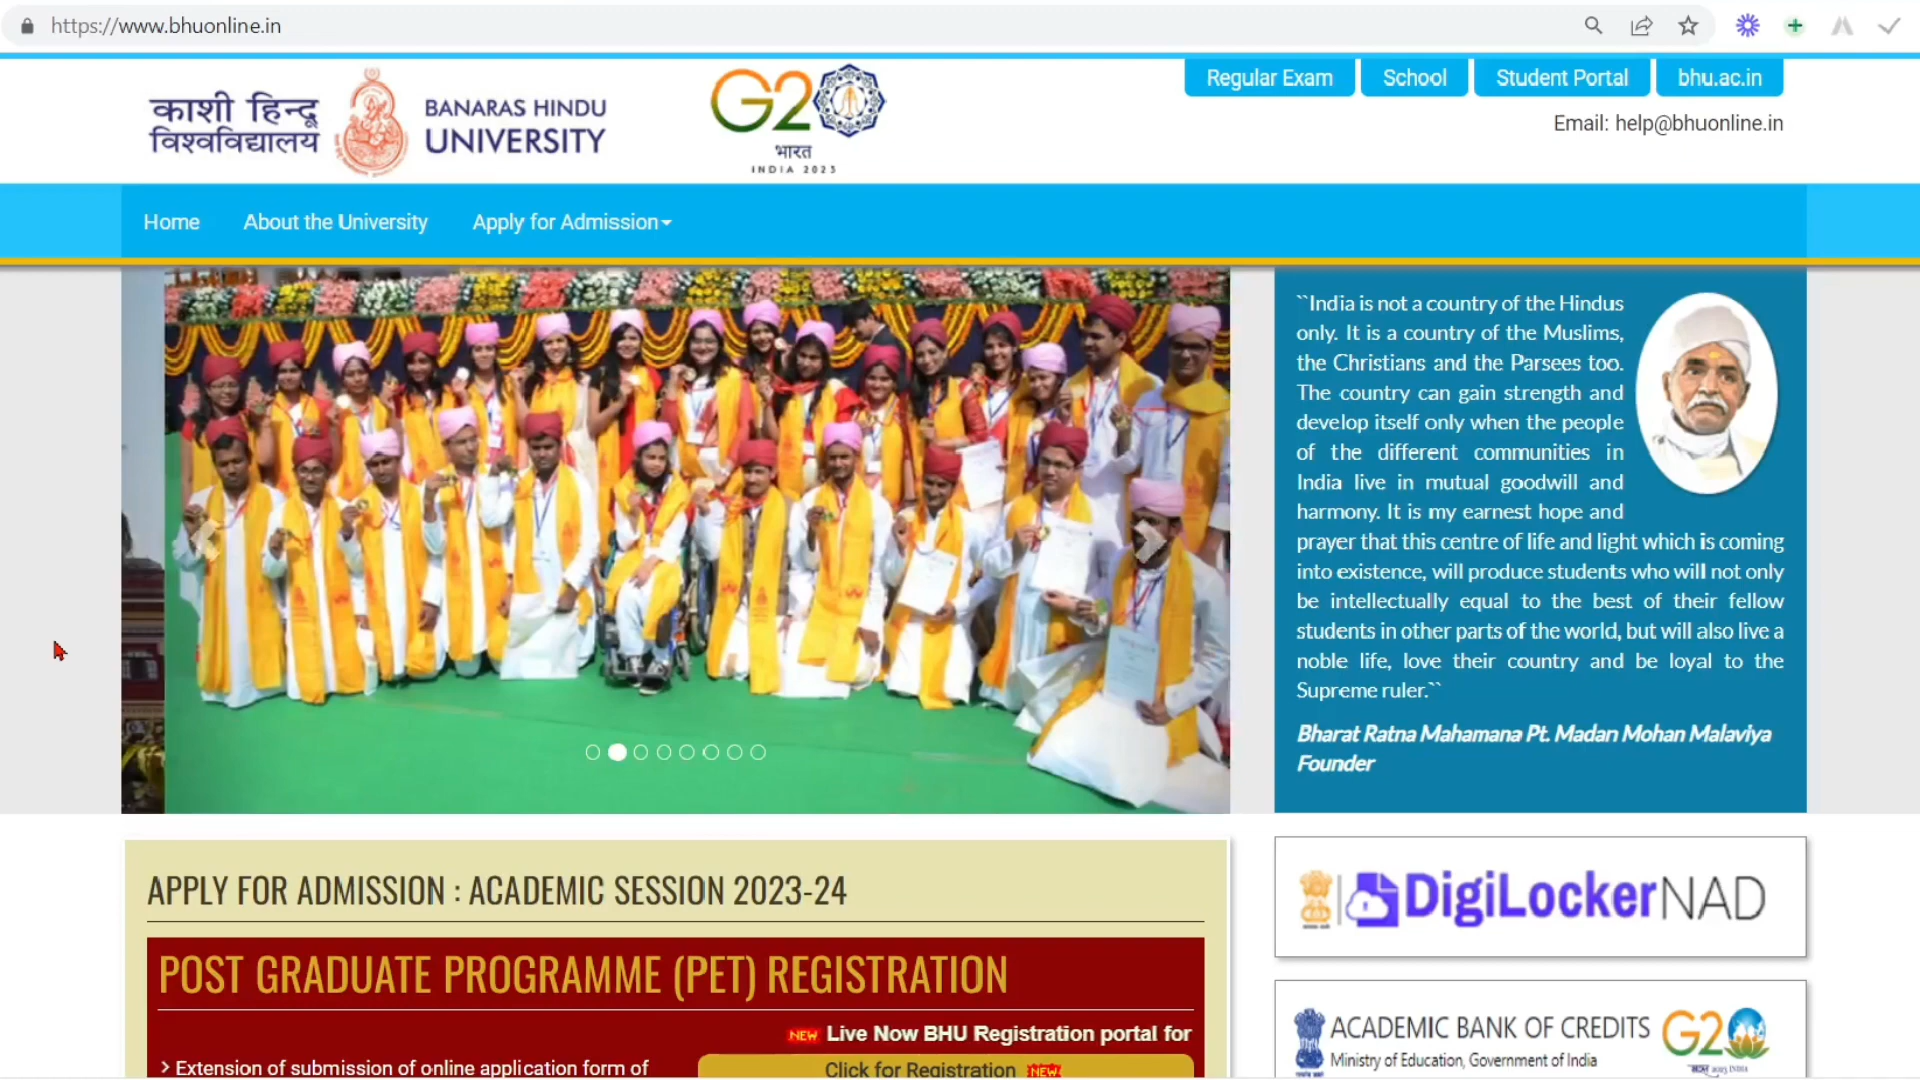 https://www.bhuonline.in
काशी हिन्दू
विश्वविद्यालय
BANARAS HINDU
UNIVERSITY
G20
भारत
INDIA 2023
Regular Exam
School
Student Portal
bhu.ac.in
Email: help@bhuonline.in
Home
About the University
Apply for Admission
``India is not a country of the Hindus
only. It is a country of the Muslims,
the Christians and the Parsees too.
The country can gain strength and
develop itself only when the people
of the different communities in
India live in mutual goodwill and
harmony. It is my earnest hope and
prayer that this centre of life and light which is coming
into existence, will produce students who will not only
be intellectually equal to the best of their fellow
students in other parts of the world, but will also live a
noble life, love their country and be loyal to the
Supreme ruler.``
Bharat Ratna Mahamana Pt. Madan Mohan Malaviya
Founder
APPLY FOR ADMISSION : ACADEMIC SESSION 2023-24
POST GRADUATE PROGRAMME (PET) REGISTRATION
NEW Live Now BHU Registration portal for
> Extension of submission of online application form of
Click for Registration NEW
DigiLocker NAD
ACADEMIC BANK OF CREDITS
Ministry of Education, Government of India
G20